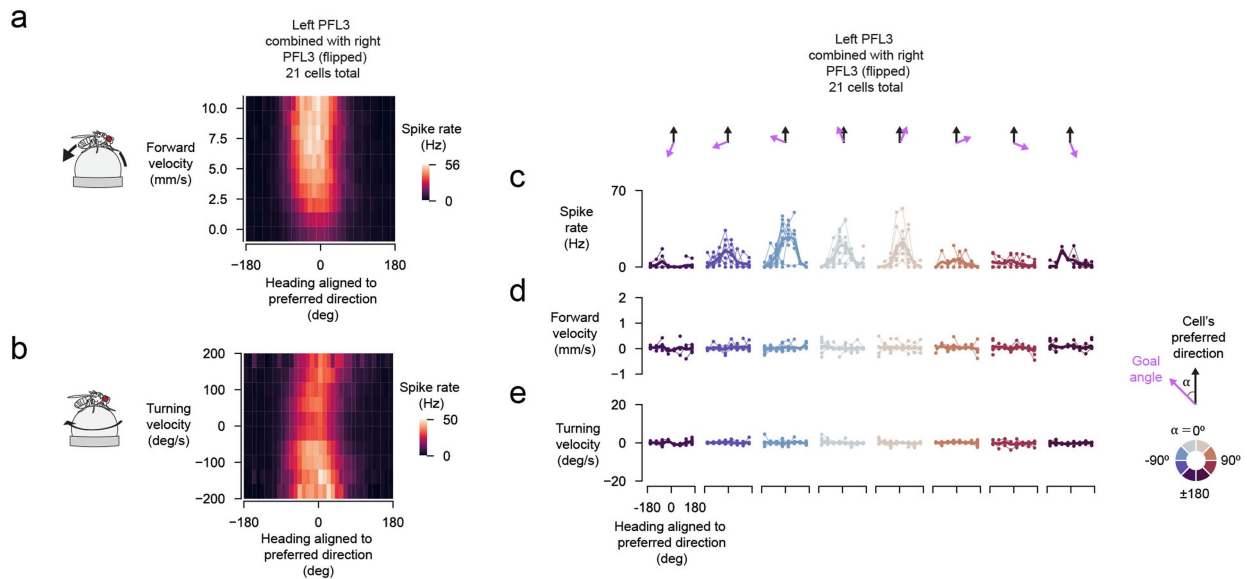 a
Left PFL3
combined with right
PFL3 (flipped)
21 cells total
Forward
velocity
(mm/s)
10.0
7.5
5.0
2.5
0.0
−180
0
180
Heading aligned to
preferred direction
(deg)
Spike rate
(Hz)
56
0
b
Turning
velocity
(deg/s)
200
100
0
−100
−200
−180
0
180
Heading aligned to
preferred direction
(deg)
Spike rate
(Hz)
50
0
Left PFL3
combined with right
PFL3 (flipped)
21 cells total
c
Spike
rate
(Hz)
70
0
d
Forward
velocity
(mm/s)
2
1
0
−1
e
Turning
velocity
(deg/s)
20
0
−20
-180 0 180
Heading aligned to
preferred direction
(deg)
Cell's
preferred
direction
Goal
angle
α
α = 0º
-90º
90º
±180